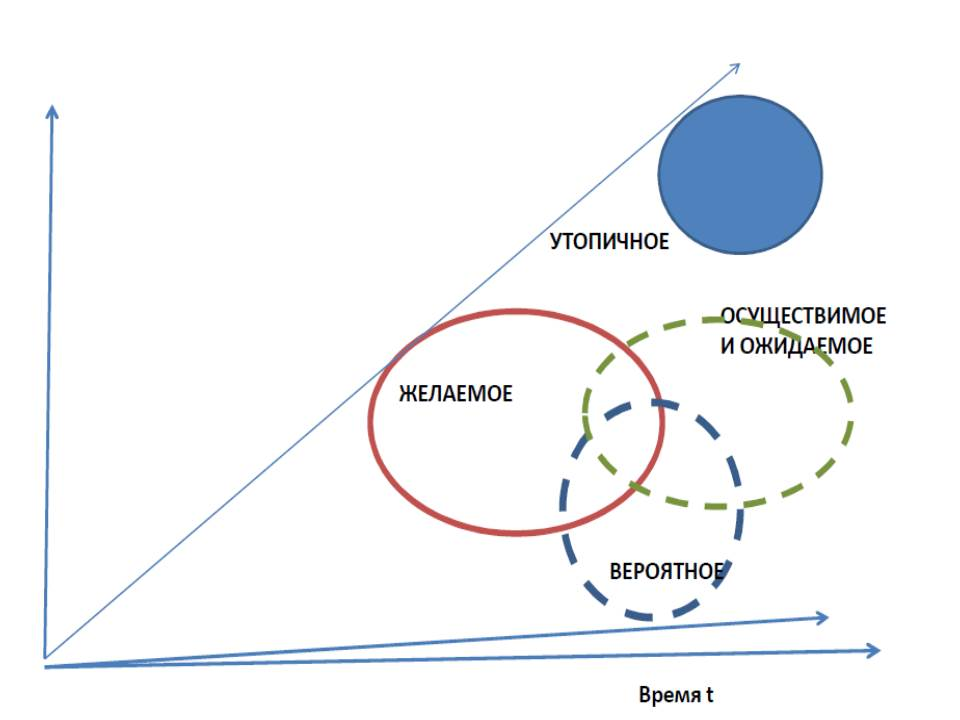 УТОПИЧНОЕ
ОСУЩЕСТВИМОЕ
И ОЖИДАЕМОЕ
ЖЕЛАЕМОЕ
ВЕРОЯТНОЕ
Время t